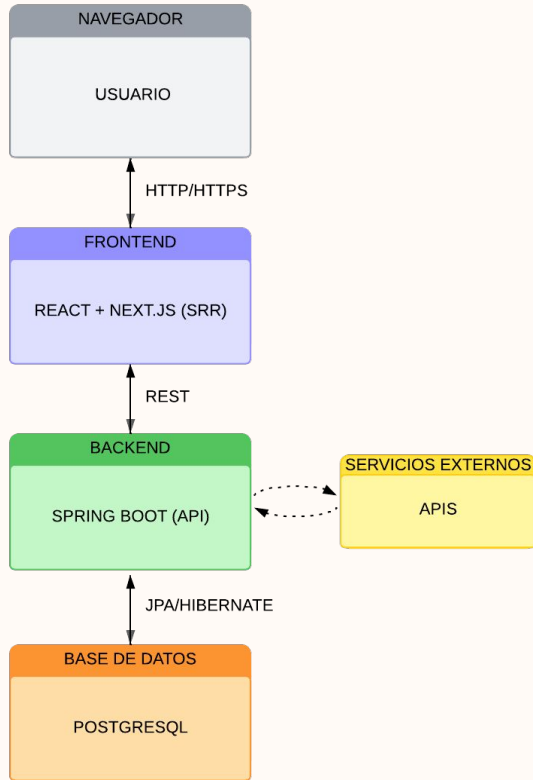 NAVEGADOR
USUARIO
HTTP/HTTPS
FRONTEND
REACT + NEXT.JS (SRR)
REST
BACKEND
SPRING BOOT (API)
SERVICIOS EXTERNOS
APIS
JPA/HIBERNATE
BASE DE DATOS
POSTGRESQL